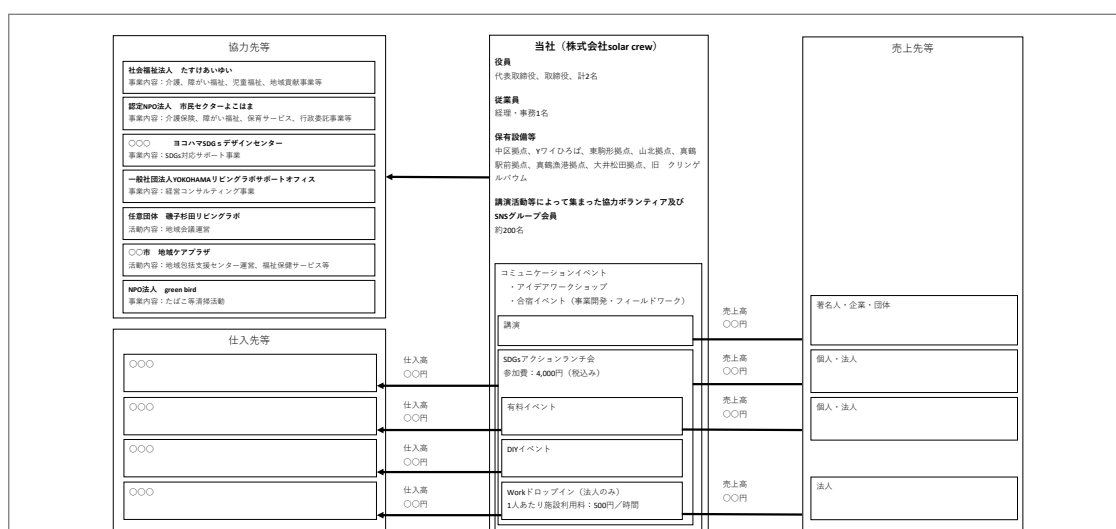 協力先等
社会福祉法人　たすけあいゆい
事業内容：介護、障がい福祉、児童福祉、地域貢献事業等
認定NPO法人　市民セクターよこはま
事業内容：介護保険、障がい福祉、保育サービス、行政委託事業等
〇〇〇　　ヨコハマSDGｓデザインセンター
事業内容：SDGs対応サポート事業
一般社団法人YOKOHAMAリビングラボサポートオフィス
事業内容：経営コンサルティング事業
任意団体　磯子杉田リビングラボ
活動内容：地域会議運営
〇〇市　地域ケアプラザ
活動内容：地域包括支援センター運営、福祉保健サービス等
NPO法人　green bird
事業内容：たばこ等清掃活動
仕入先等
〇〇〇
〇〇〇
〇〇〇
〇〇〇
仕入高
〇〇円
仕入高
〇〇円
仕入高
〇〇円
仕入高
〇〇円
当社（株式会社solar crew）
役員
代表取締役、取締役、計2名
従業員
経理・事務1名
保有設備等
中区拠点、Yワイひろば、東駒形拠点、山北拠点、真鶴
駅前拠点、真鶴漁港拠点、大井松田拠点、旧　クリンゲ
ルバウム
講演活動等によって集まった協力ボランティア及び
SNSグループ会員
約200名
コミュニケーションイベント
・アイデアワークショップ
・合宿イベント（事業開発・フィールドワーク）
講演
SDGsアクションランチ会
参加費：4,000円（税込み）
有料イベント
DIYイベント
Workドロップイン（法人のみ）
1人あたり施設利用料：500円／時間
売上高
〇〇円
売上高
〇〇円
売上高
〇〇円
売上高
〇〇円
売上先等
著名人・企業・団体
個人・法人
個人・法人
法人